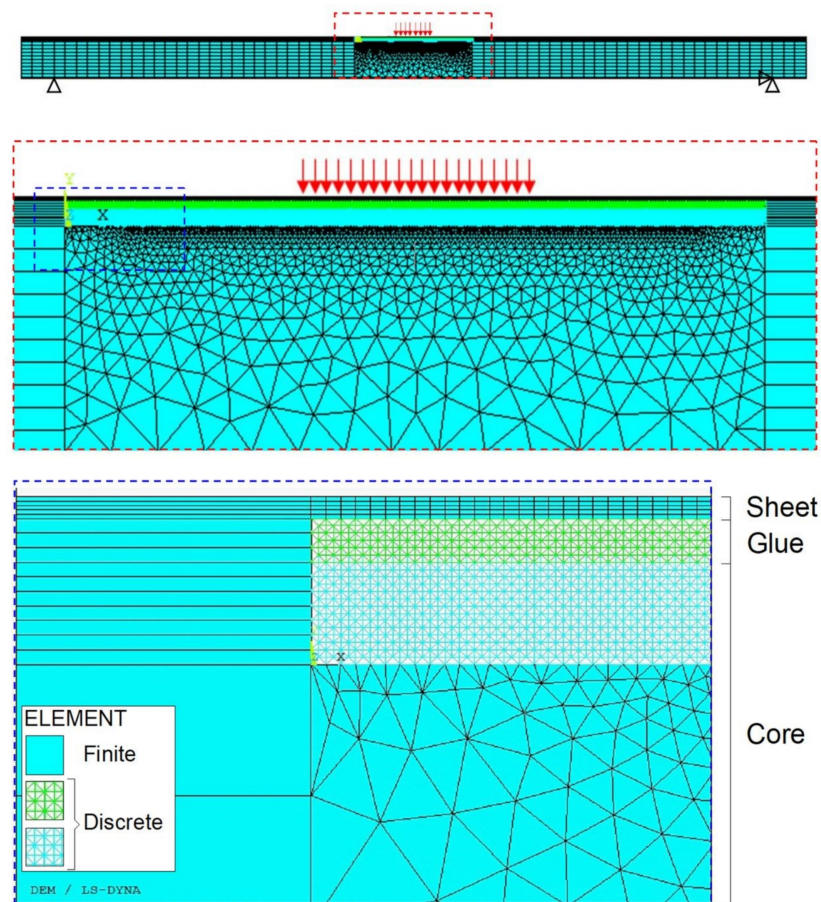 Y
Z X
Sheet
Glue
X
Core
ELEMENT
Finite
Discrete
DEM / LS-DYNA